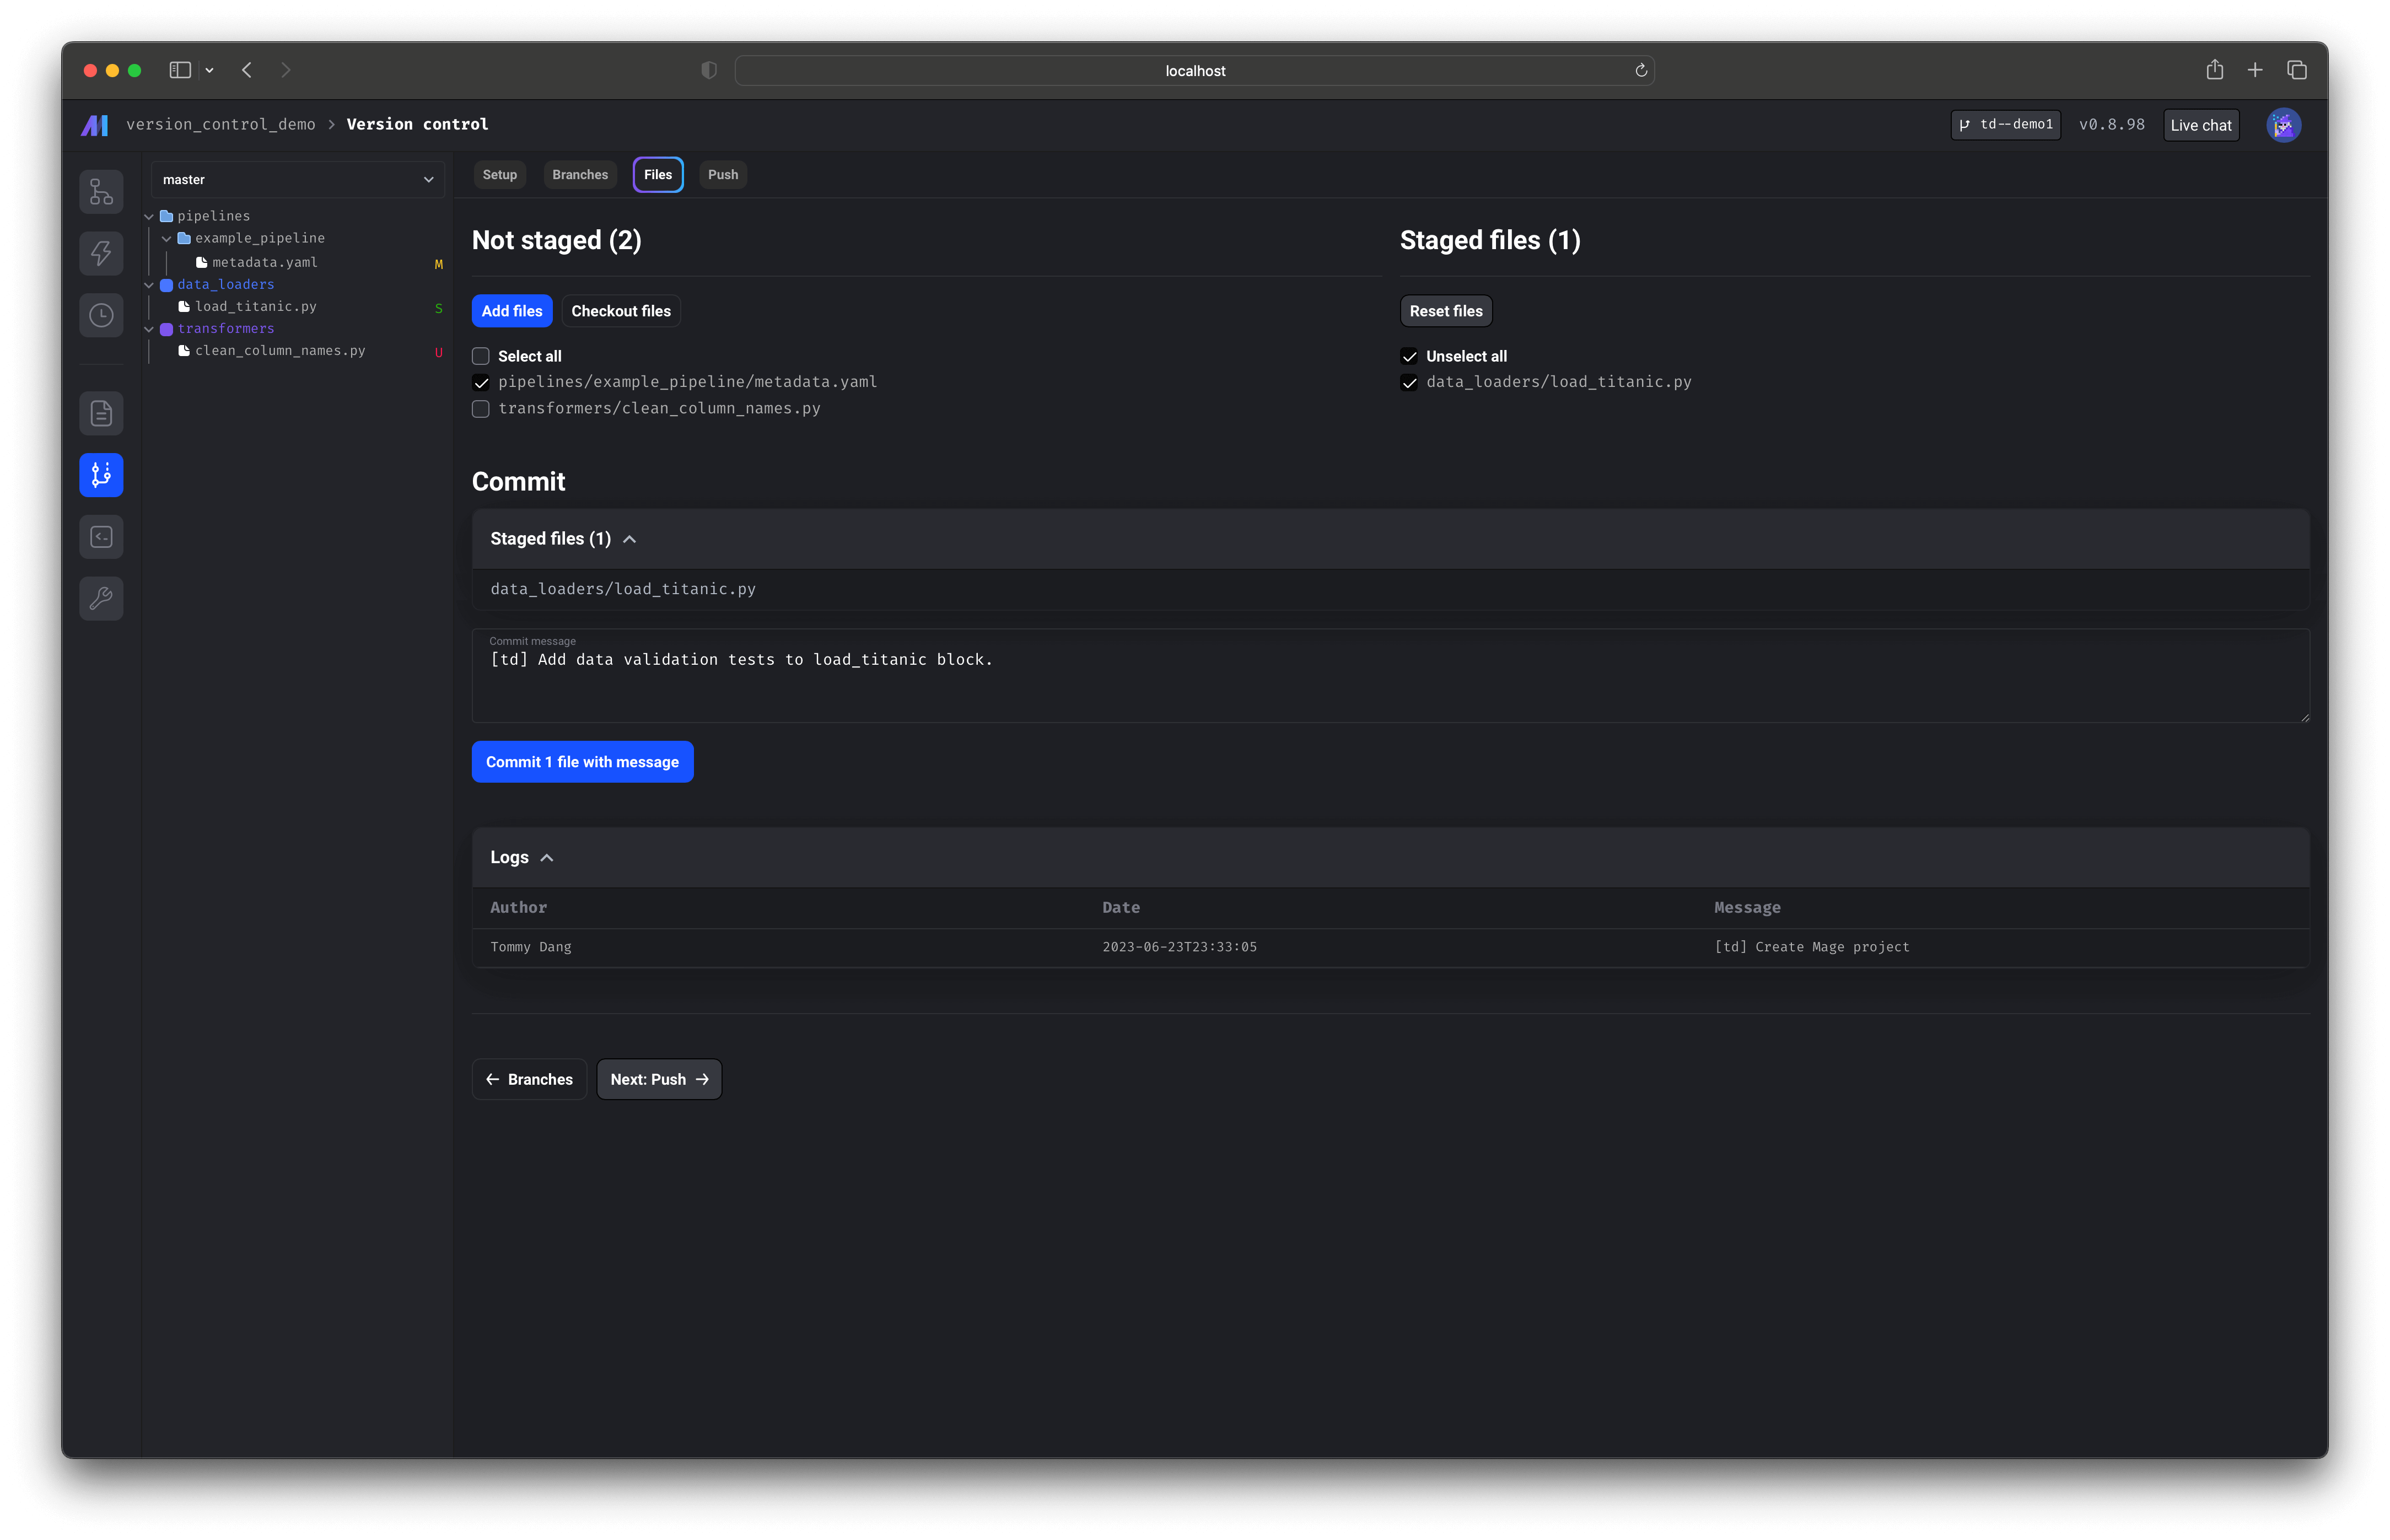 localhost
version_control_demo > Version control
td--demo1
v0.8.98
Live chat
master
pipelines
example_pipeline
metadata.yaml M
data_loaders
load_titanic.py S
transformers
clean_column_names.py U
Setup
Branches
Files
Push
Not staged (2)
Add files
Checkout files
Select all
pipelines/example_pipeline/metadata.yaml
transformers/clean_column_names.py
Staged files (1)
Reset files
Unselect all
data_loaders/load_titanic.py
Commit
Staged files (1)
data_loaders/load_titanic.py
Commit message
[td] Add data validation tests to load_titanic block.
Commit 1 file with message
Logs
Author Date Message
Tommy Dang 2023-06-23T23:33:05 [td] Create Mage project
← Branches
Next: Push →